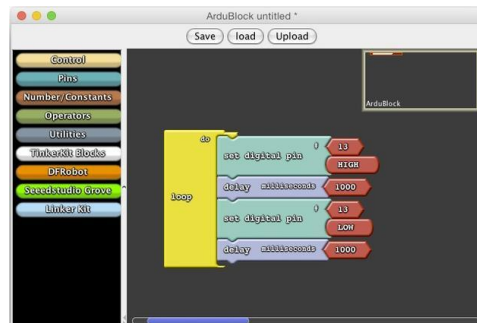 ArduBlock untitled *
Save load Upload
Control
Pins
Number/Constants
Operators
Utilities
TinkerKit Blocks
DFRobot
Seeedstudio Grove
Linker Kit
ArduBlock
loop
do
set digital pin # 13
HIGH
delay milliseconds 1000
set digital pin # 13
LOW
delay milliseconds 1000